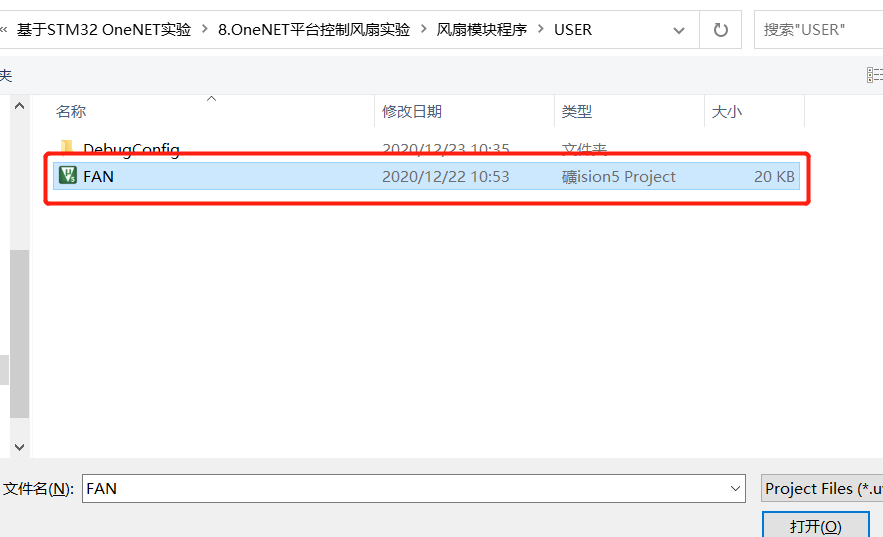 « 基于STM32 OneNET实验 > 8.OneNET平台控制风扇实验 > 风扇模块程序 > USER 搜索"USER"
夹
名称 修改日期 类型 大小
DebugConfig 2020/12/23 10:35 文件夹
FAN 2020/12/22 10:53 礦ision5 Project 20 KB
文件名(N): FAN Project Files (*.u
打开(O)